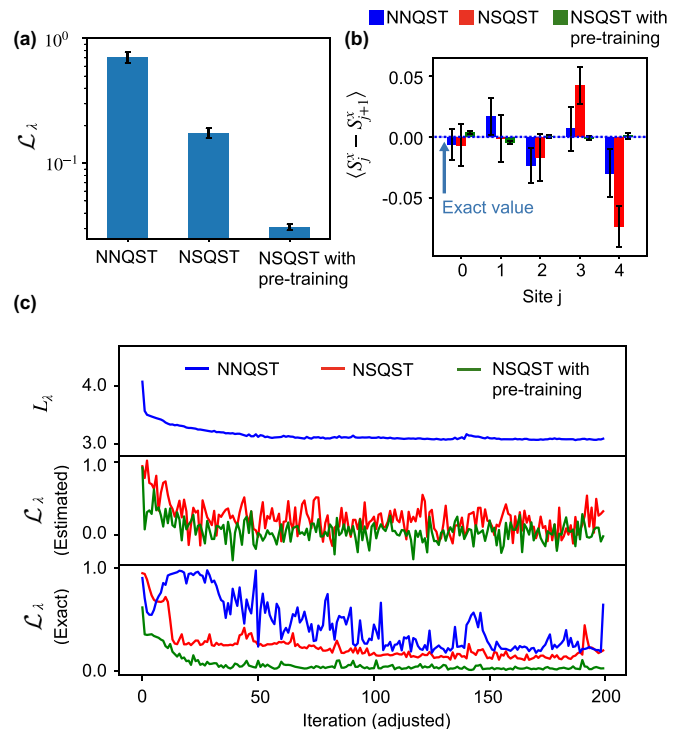 (a)
10⁰
10⁻¹
ℒ_λ
NNQST
NSQST
NSQST with
pre-training
(b)
NNQST
NSQST
NSQST with
pre-training
0.05
0.00
-0.05
⟨S_j^x − S_{j+1}^x⟩
Exact value
0
1
2
3
4
Site j
(c)
NNQST
NSQST
NSQST with
pre-training
4.0
3.0
L_λ
1.0
0.0
ℒ_λ
(Estimated)
1.0
0.0
ℒ_λ
(Exact)
0
50
100
150
200
Iteration (adjusted)